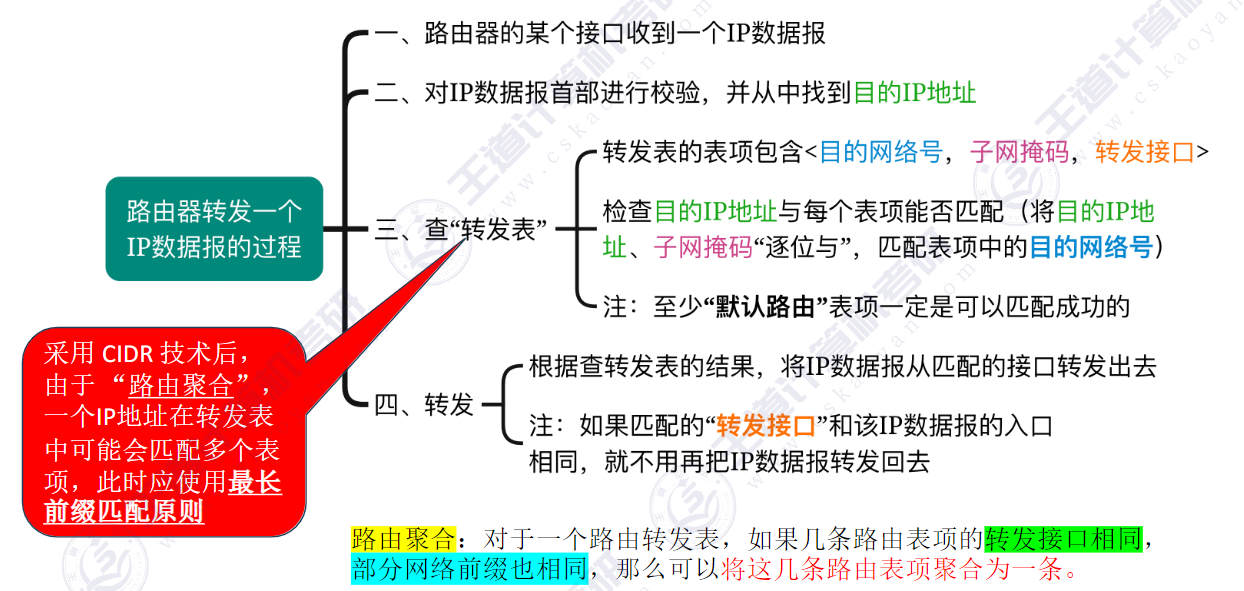 一、路由器的某个接口收到一个IP数据报
二、对IP数据报首部进行校验，并从中找到目的IP地址
转发表的表项包含<目的网络号，子网掩码，转发接口>
路由器转发一个
IP数据报的过程
三、查“转发表”
检查目的IP地址与每个表项能否匹配（将目的IP地
址、子网掩码“逐位与”，匹配表项中的目的网络号）
注：至少“默认路由”表项一定是可以匹配成功的
采用 CIDR 技术后，
由于“路由聚合”，
一个IP地址在转发表
中可能会匹配多个表
项，此时应使用最长
前缀匹配原则
四、转发
根据查转发表的结果，将IP数据报从匹配的接口转发出去
注：如果匹配的“转发接口”和该IP数据报的入口
相同，就不用再把IP数据报转发回去
路由聚合：对于一个路由转发表，如果几条路由表项的转发接口相同，
部分网络前缀也相同，那么可以将这几条路由表项聚合为一条。
王道计算机考研
www.cskaoyan.com